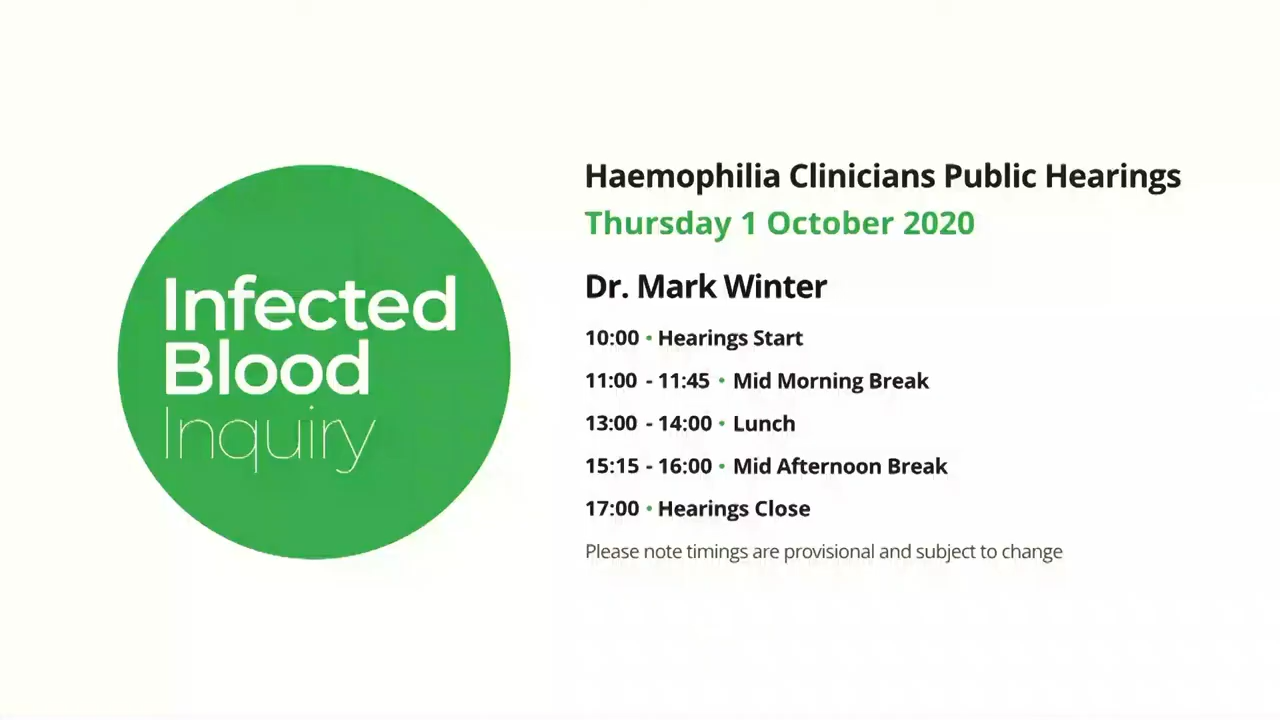 Infected
Blood
Inquiry
Haemophilia Clinicians Public Hearings
Thursday 1 October 2020
Dr. Mark Winter
10:00 • Hearings Start
11:00 - 11:45 • Mid Morning Break
13:00 - 14:00 • Lunch
15:15 - 16:00 • Mid Afternoon Break
17:00 • Hearings Close
Please note timings are provisional and subject to change